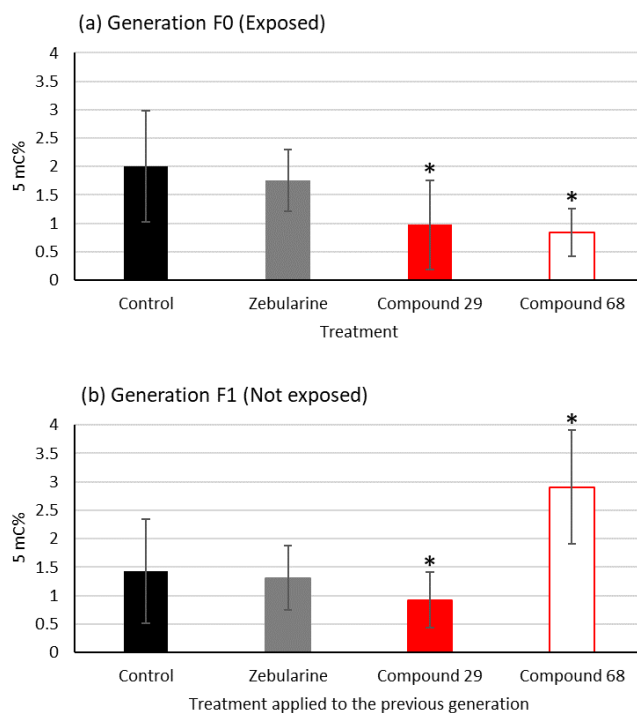 (a) Generation F0 (Exposed)
4
3.5
3
2.5
2
1.5
1
0.5
0
5 mC%
*
*
Control Zebularine Compound 29 Compound 68
Treatment
(b) Generation F1 (Not exposed)
4
3.5
3
2.5
2
1.5
1
0.5
0
5 mC%
*
*
Control Zebularine Compound 29 Compound 68
Treatment applied to the previous generation